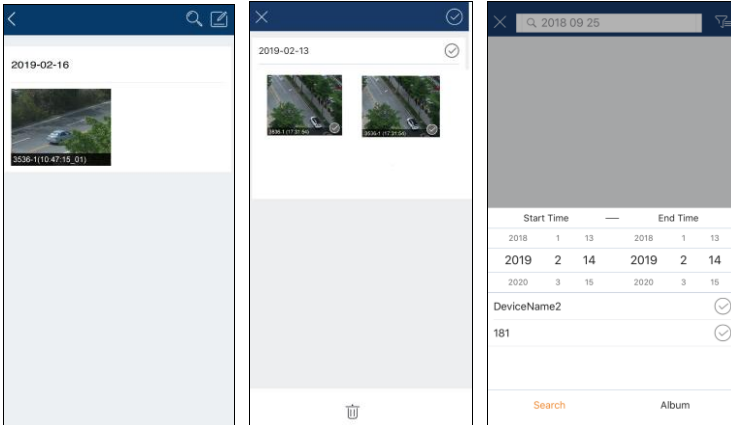 2019-02-16
3536-1(10:47:15_01)
2019-02-13
3536-1 (17:31:54)
3536-1 (17:31:54)
2018 09 25
Start Time — End Time
2018 1 13 2018 1 13
2019 2 14 2019 2 14
2020 3 15 2020 3 15
DeviceName2
181
Search Album